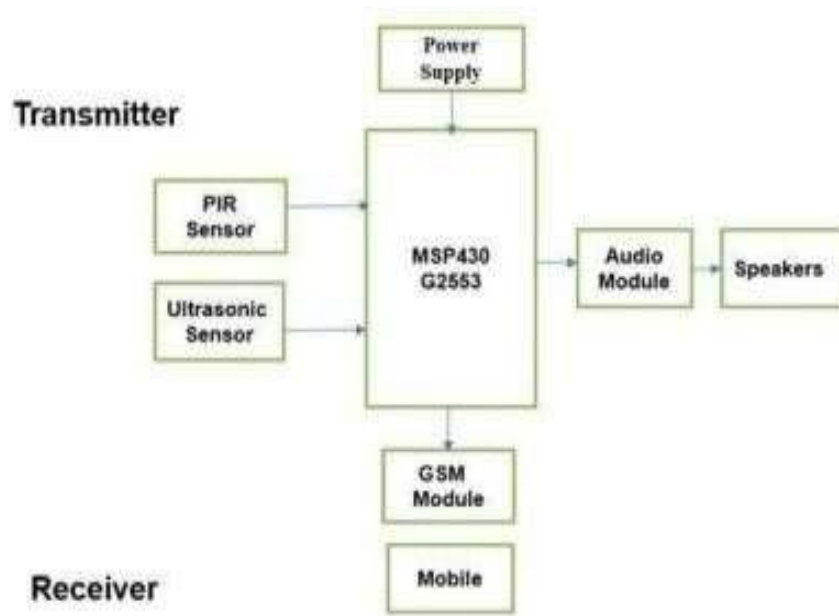 Power
Supply
Transmitter
PIR
Sensor
MSP430
G2553
Audio
Module
Speakers
Ultrasonic
Sensor
GSM
Module
Mobile
Receiver